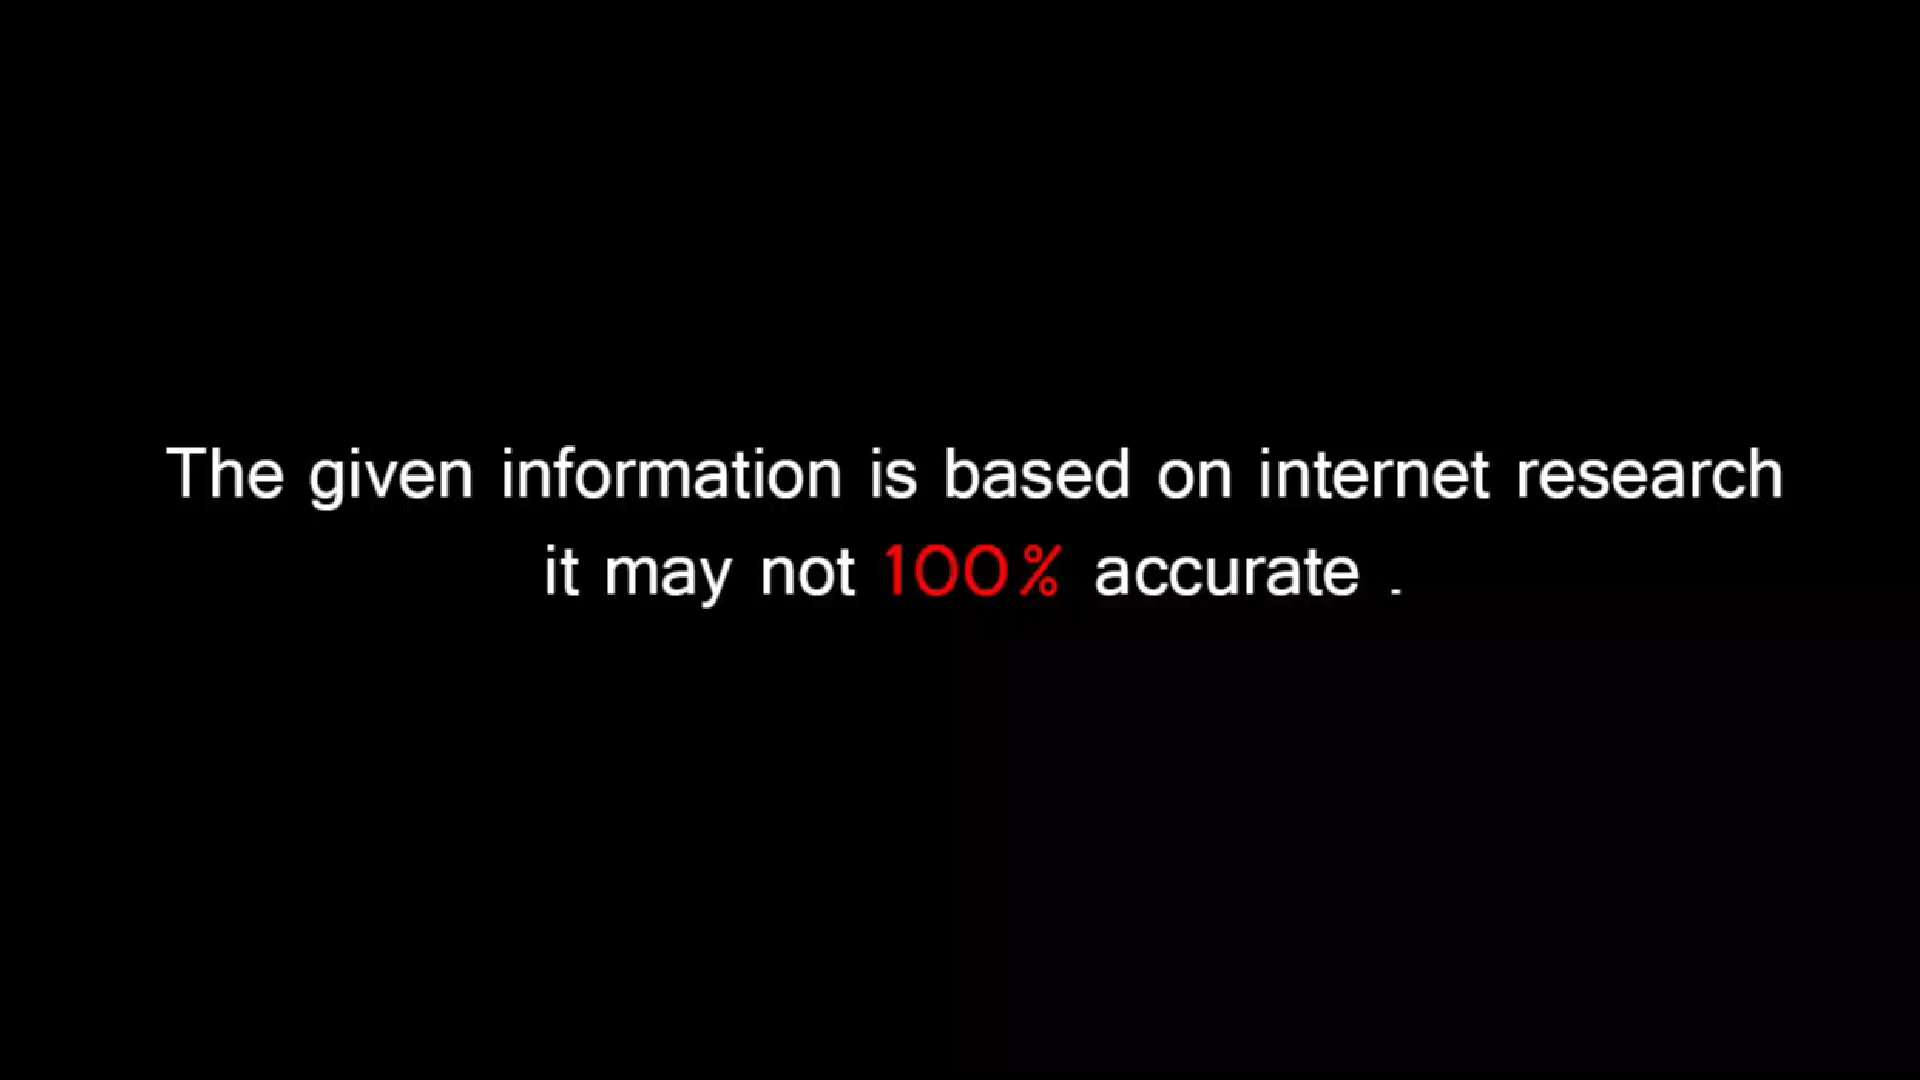 The given information is based on internet research
it may not 100% accurate .